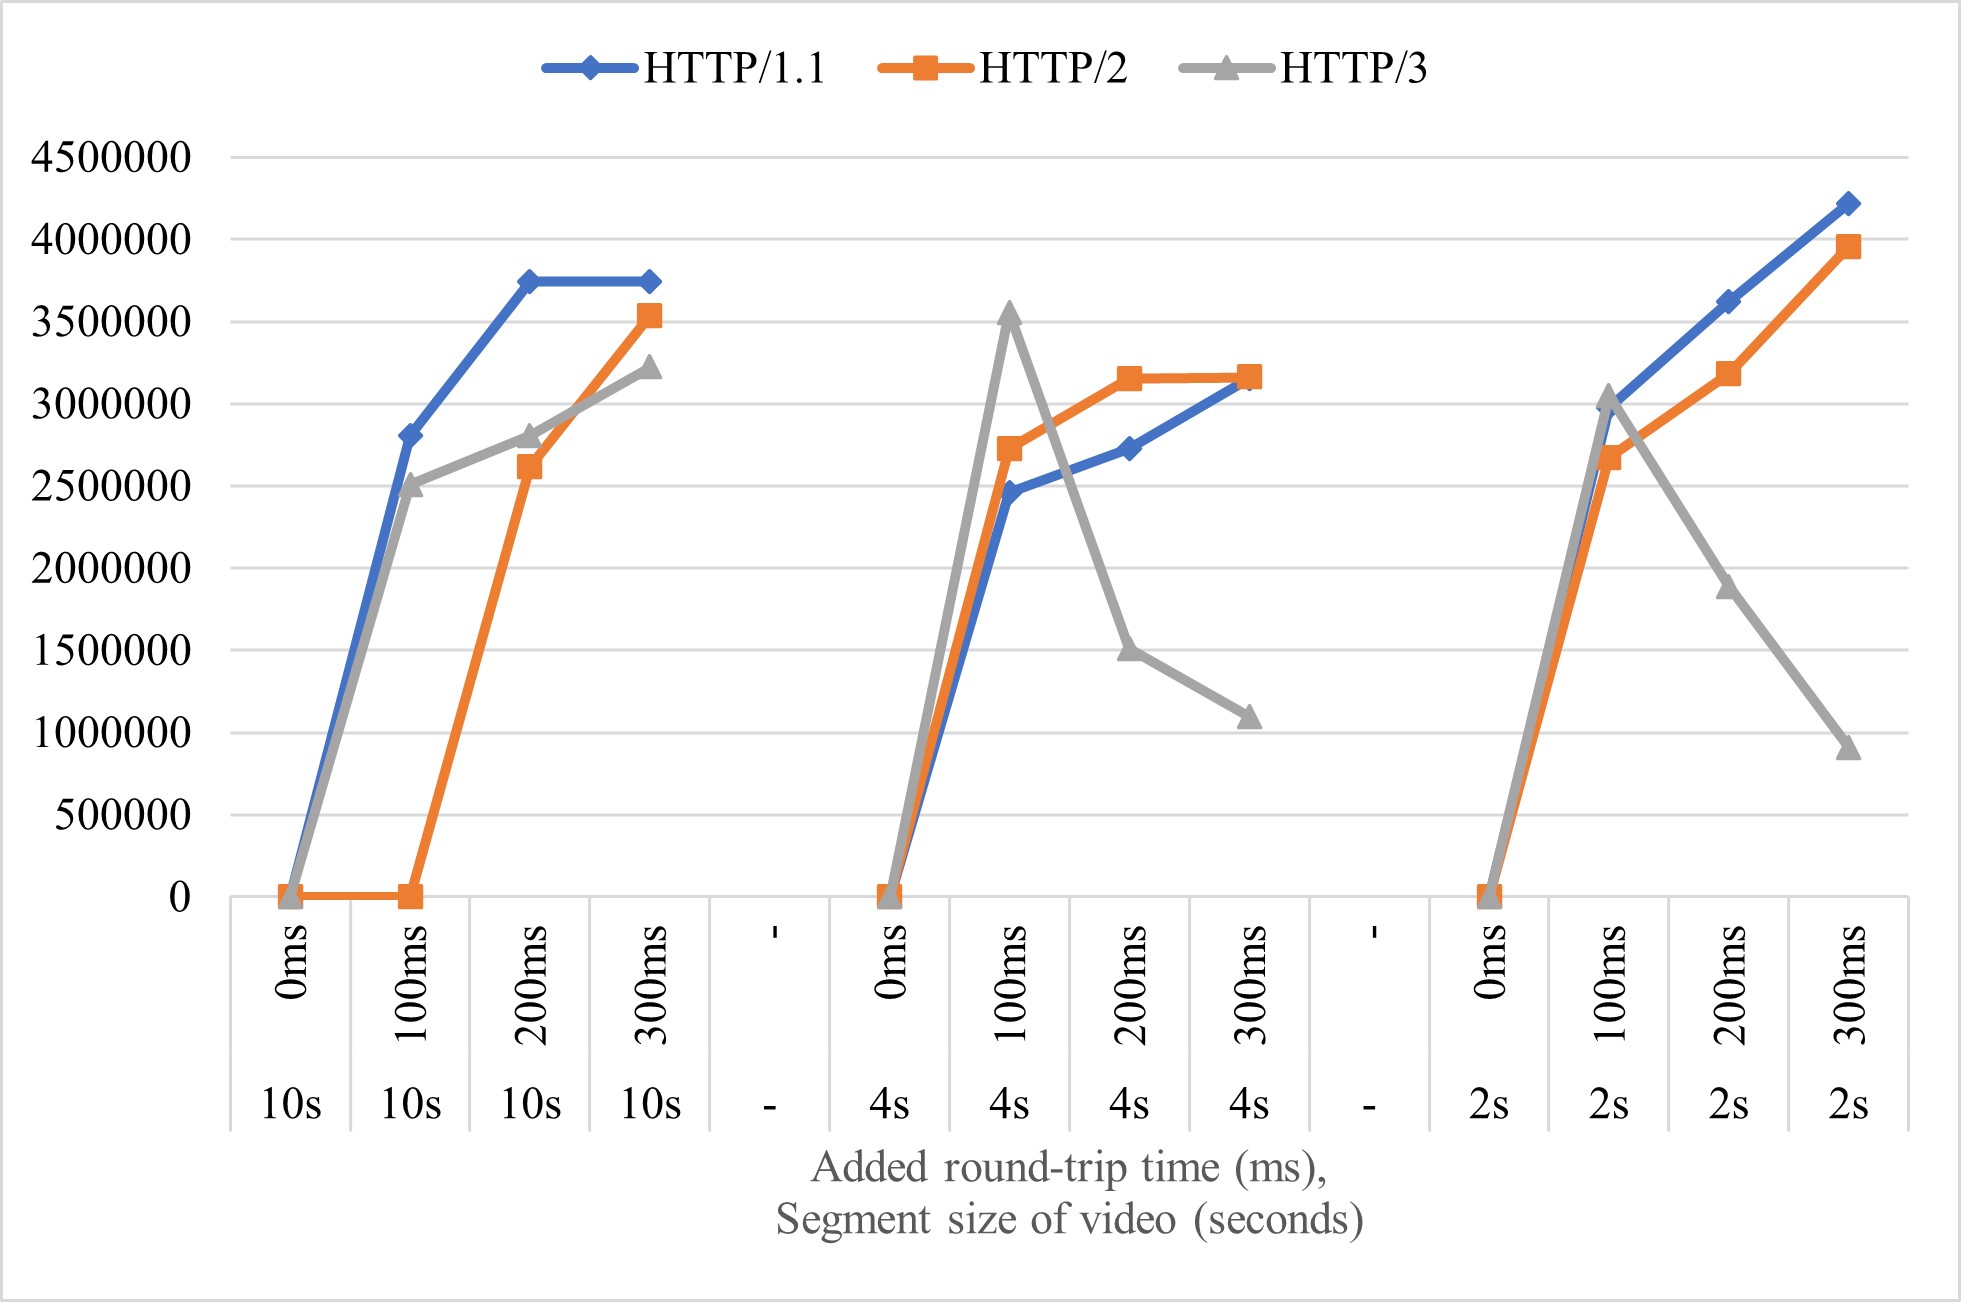 HTTP/1.1 HTTP/2 HTTP/3
4500000
4000000
3500000
3000000
2500000
2000000
1500000
1000000
500000
0
0ms 100ms 200ms 300ms - 0ms 100ms 200ms 300ms - 0ms 100ms 200ms 300ms
10s 10s 10s 10s - 4s 4s 4s 4s - 2s 2s 2s 2s
Added round-trip time (ms),
Segment size of video (seconds)